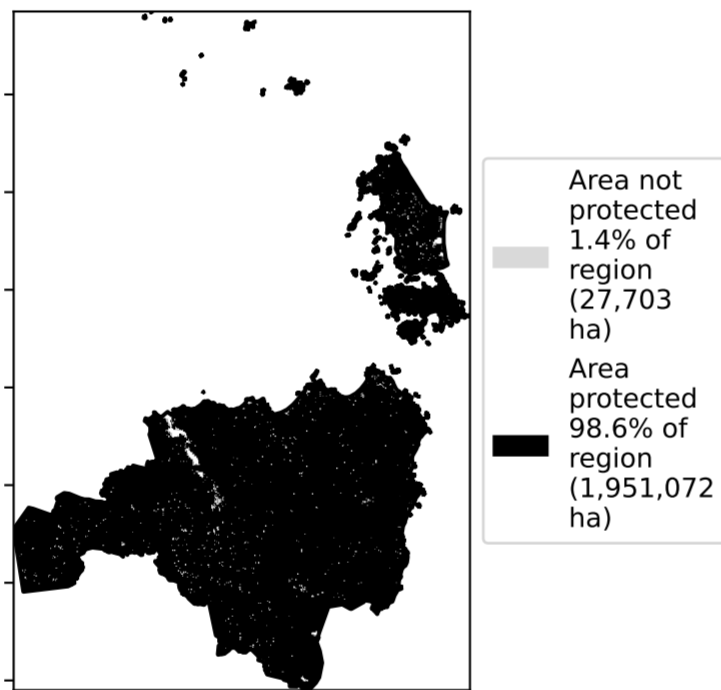 Area not
protected
1.4% of
region
(27,703
ha)
Area
protected
98.6% of
region
(1,951,072
ha)